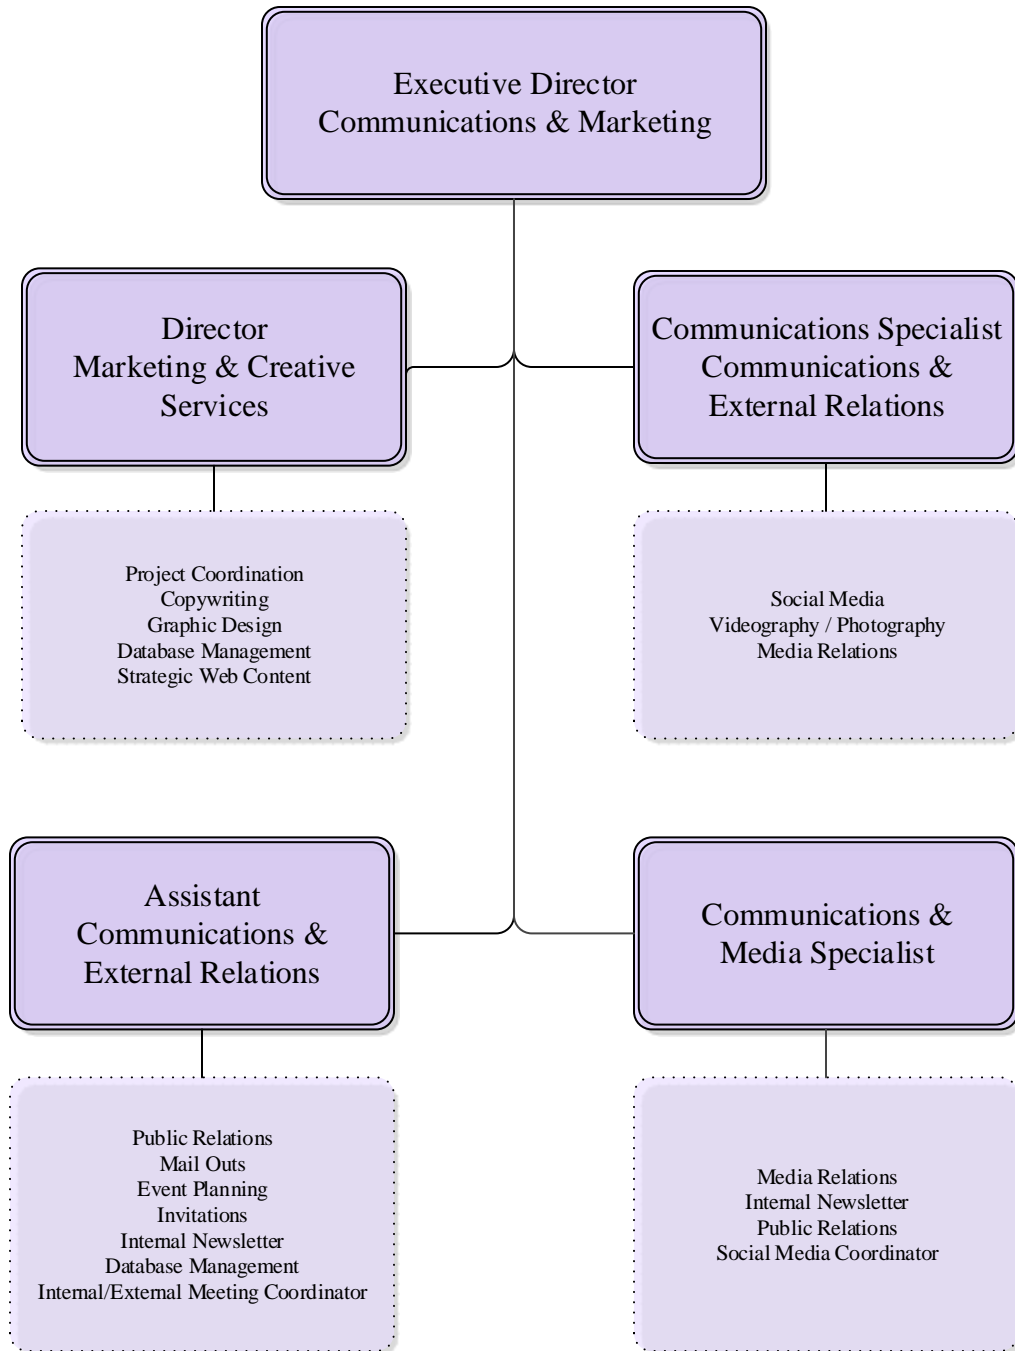 Executive Director
Communications & Marketing
Director
Marketing & Creative
Services
Communications Specialist
Communications &
External Relations
Project Coordination
Copywriting
Graphic Design
Database Management
Strategic Web Content
Social Media
Videography / Photography
Media Relations
Assistant
Communications &
External Relations
Communications &
Media Specialist
Public Relations
Mail Outs
Event Planning
Invitations
Internal Newsletter
Database Management
Internal/External Meeting Coordinator
Media Relations
Internal Newsletter
Public Relations
Social Media Coordinator